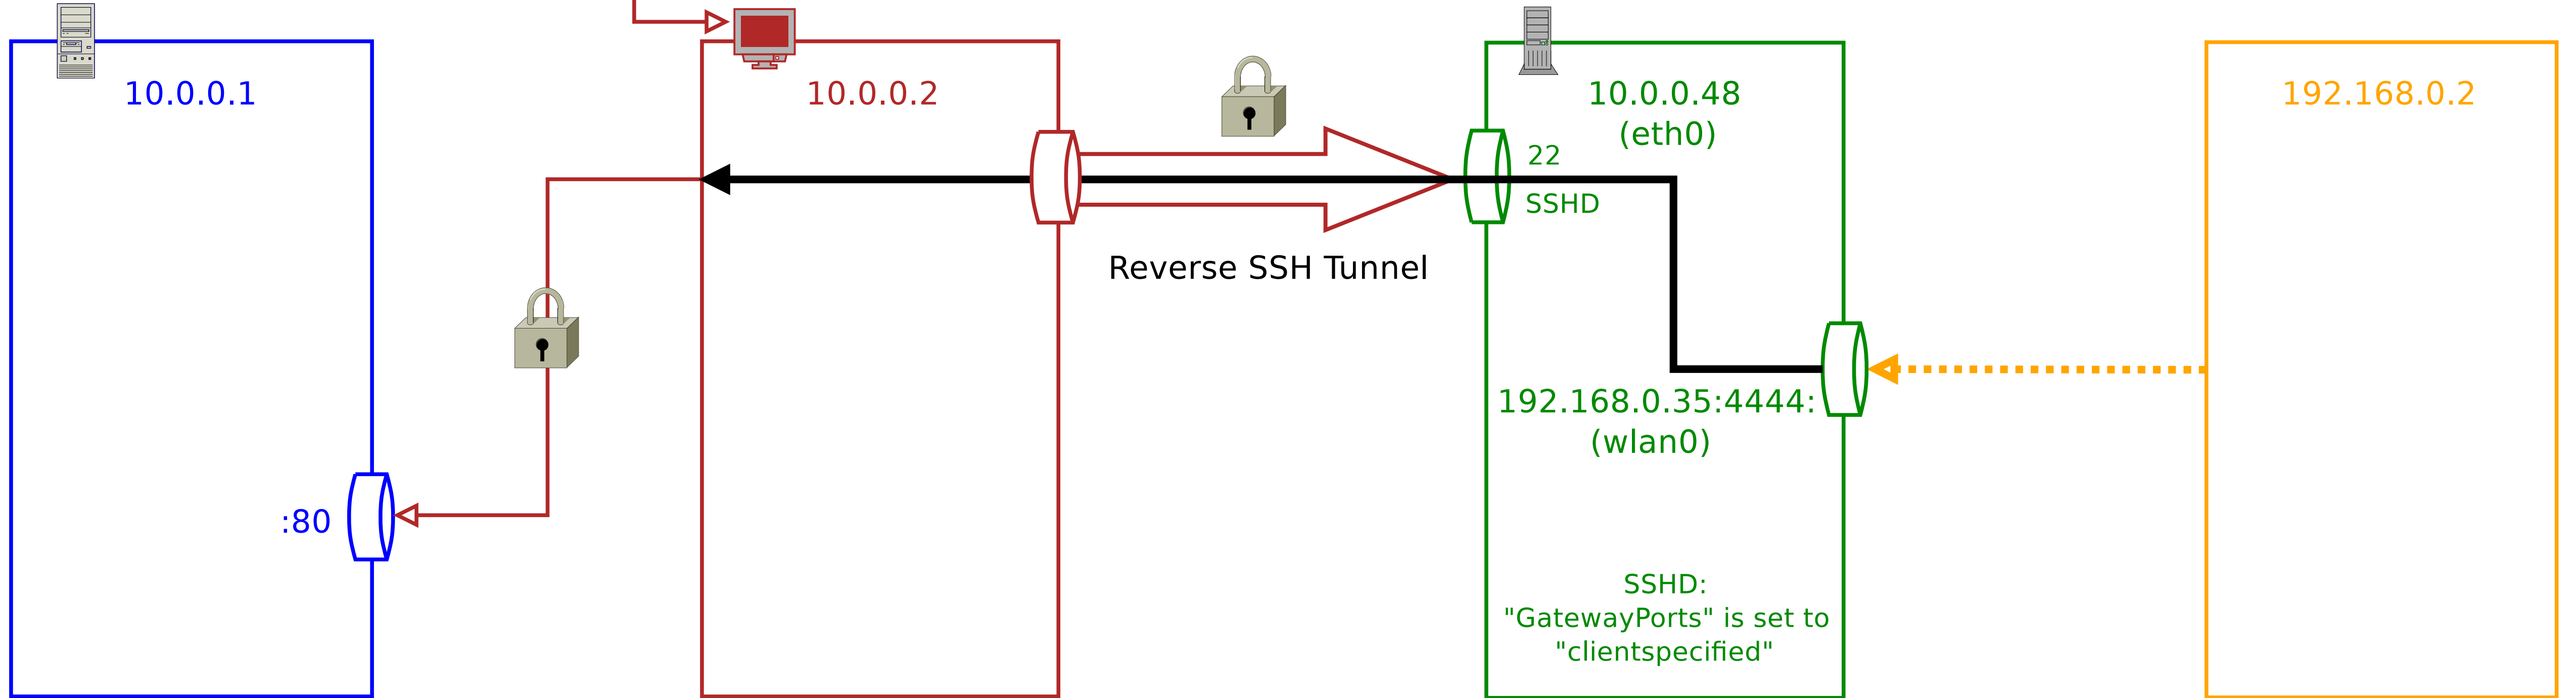 10.0.0.1
10.0.0.2
10.0.0.48
(eth0)
192.168.0.2
22
SSHD
Reverse SSH Tunnel
192.168.0.35:4444:
(wlan0)
:80
SSHD:
"GatewayPorts" is set to
"clientspecified"